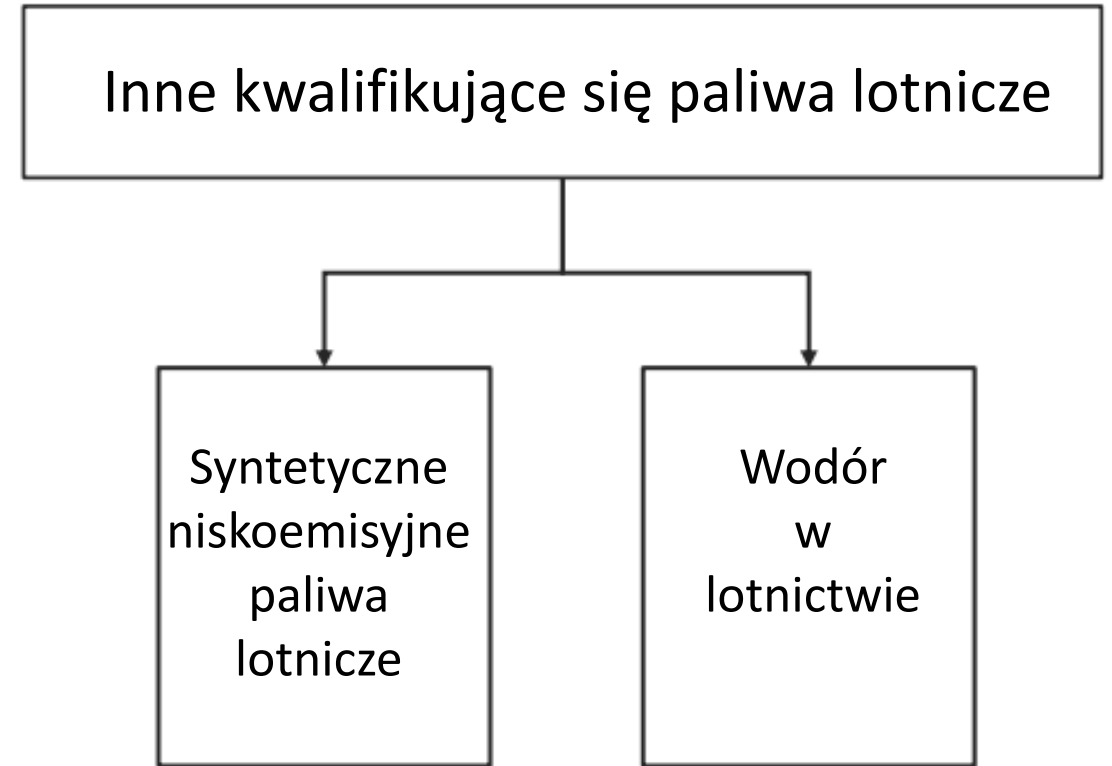 Inne kwalifikujące się paliwa lotnicze
Syntetyczne
niskoemisyjne
paliwa
lotnicze
Wodór
w
lotnictwie